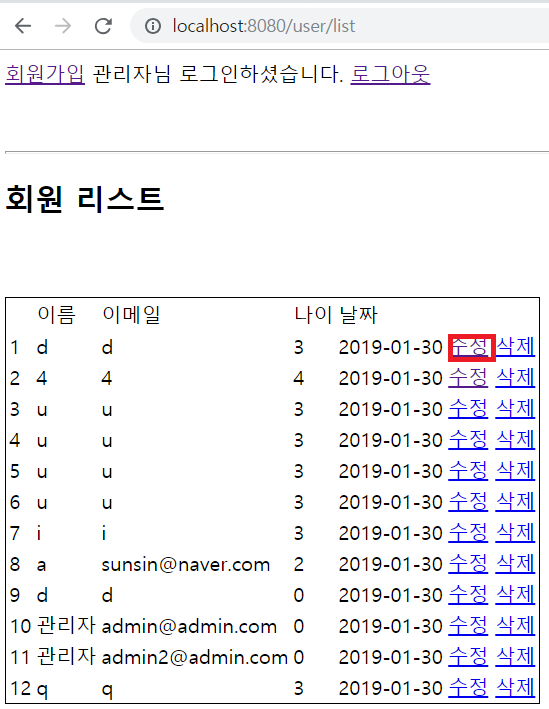 localhost:8080/user/list
회원가입 관리자님 로그인하셨습니다. 로그아웃
회원 리스트
이름 이메일 나이 날짜
1 d d 3 2019-01-30 수정 삭제
2 4 4 4 2019-01-30 수정 삭제
3 u u 3 2019-01-30 수정 삭제
4 u u 3 2019-01-30 수정 삭제
5 u u 3 2019-01-30 수정 삭제
6 u u 3 2019-01-30 수정 삭제
7 i i 3 2019-01-30 수정 삭제
8 a sunsin@naver.com 2 2019-01-30 수정 삭제
9 d d 0 2019-01-30 수정 삭제
10 관리자 admin@admin.com 0 2019-01-30 수정 삭제
11 관리자 admin2@admin.com 0 2019-01-30 수정 삭제
12 q q 3 2019-01-30 수정 삭제